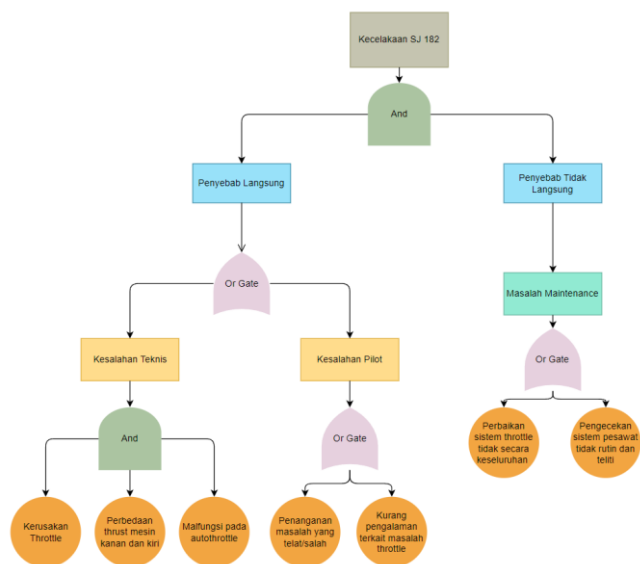 Kecelakaan SJ 182
And
Penyebab Langsung
Penyebab Tidak
Langsung
Or Gate
Masalah Maintenance
Kesalahan Teknis
Kesalahan Pilot
Or Gate
And
Or Gate
Perbaikan
sistem throttle
tidak secara
keseluruhan
Pengecekan
sistem pesawat
tidak rutin dan
teliti
Kerusakan
Throttle
Perbedaan
thrust mesin
kanan dan kiri
Malfungsi pada
autothrottle
Penanganan
masalah yang
telat/salah
Kurang
pengalaman
terkait masalah
throttle